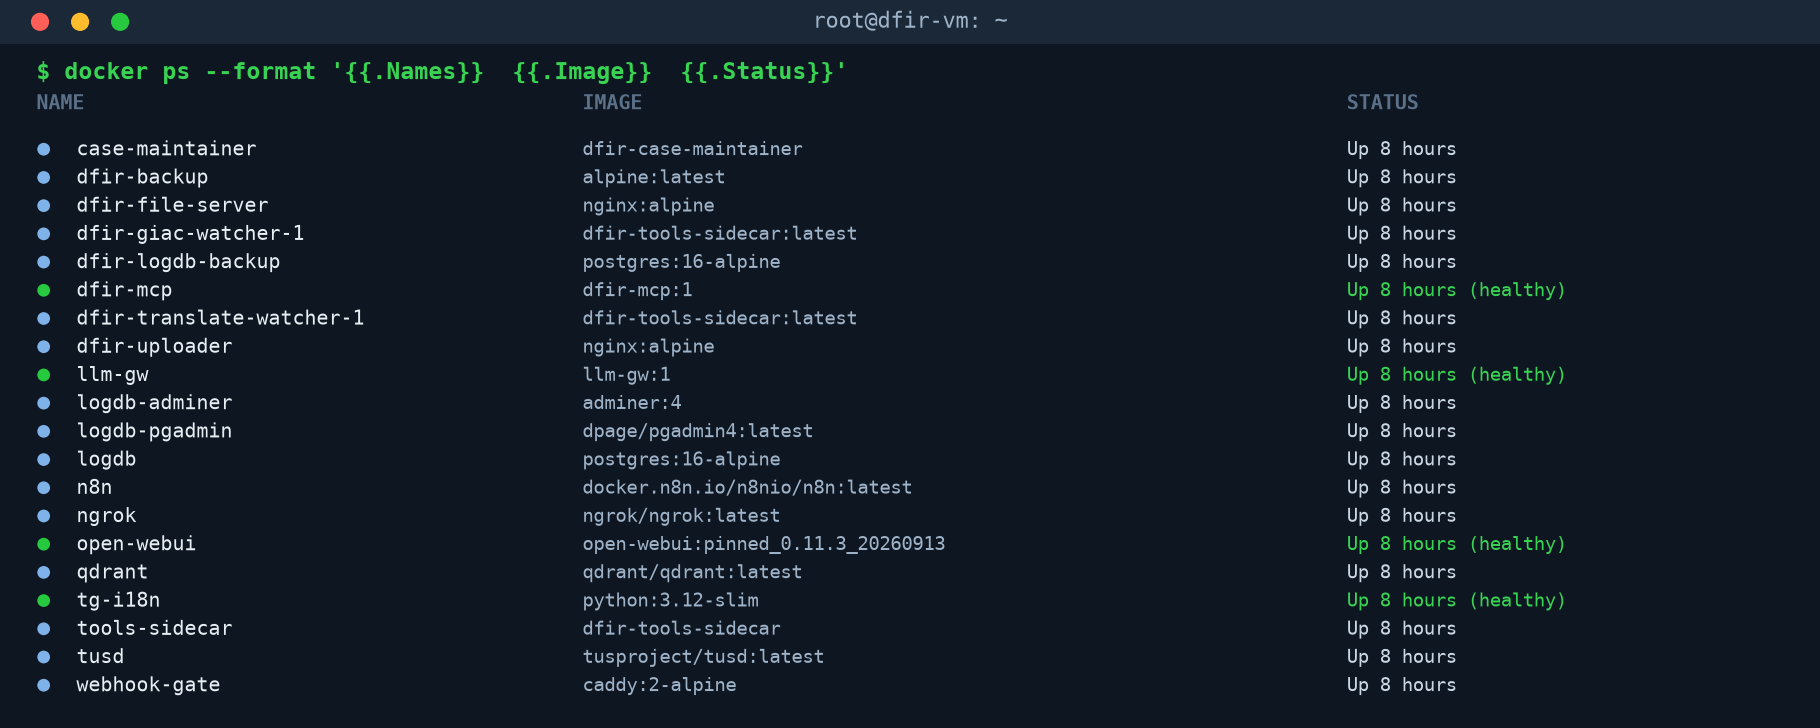 root@dfir-vm: ~
$ docker ps --format '{{.Names}}  {{.Image}}  {{.Status}}'
NAME IMAGE STATUS
case-maintainer dfir-case-maintainer Up 8 hours
dfir-backup alpine:latest Up 8 hours
dfir-file-server nginx:alpine Up 8 hours
dfir-giac-watcher-1 dfir-tools-sidecar:latest Up 8 hours
dfir-logdb-backup postgres:16-alpine Up 8 hours
dfir-mcp dfir-mcp:1 Up 8 hours (healthy)
dfir-translate-watcher-1 dfir-tools-sidecar:latest Up 8 hours
dfir-uploader nginx:alpine Up 8 hours
llm-gw llm-gw:1 Up 8 hours (healthy)
logdb-adminer adminer:4 Up 8 hours
logdb-pgadmin dpage/pgadmin4:latest Up 8 hours
logdb postgres:16-alpine Up 8 hours
n8n docker.n8n.io/n8nio/n8n:latest Up 8 hours
ngrok ngrok/ngrok:latest Up 8 hours
open-webui open-webui:pinned_0.11.3_20260913 Up 8 hours (healthy)
qdrant qdrant/qdrant:latest Up 8 hours
tg-i18n python:3.12-slim Up 8 hours (healthy)
tools-sidecar dfir-tools-sidecar Up 8 hours
tusd tusproject/tusd:latest Up 8 hours
webhook-gate caddy:2-alpine Up 8 hours